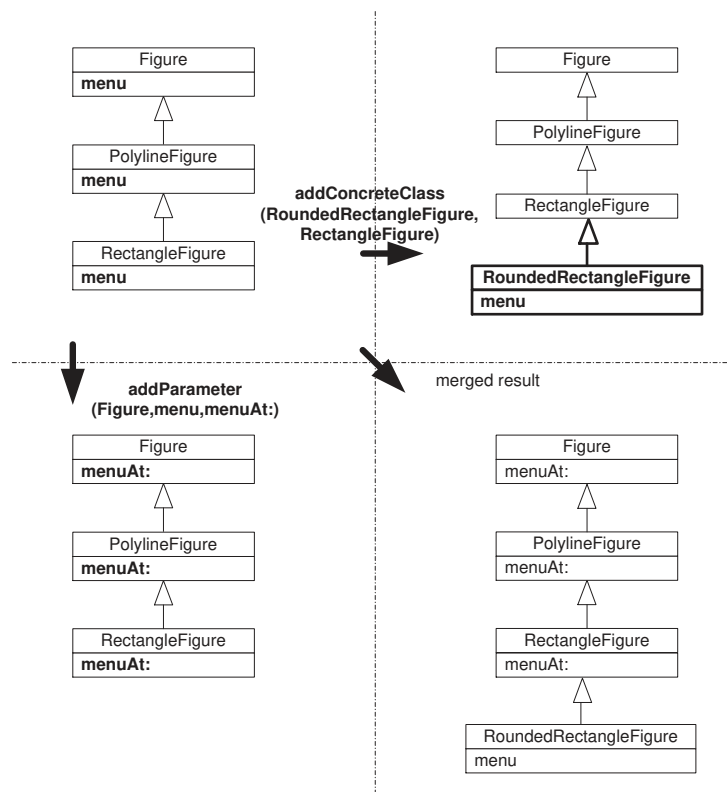 Figure
menu
PolylineFigure
menu
RectangleFigure
menu
addConcreteClass
(RoundedRectangleFigure,
RectangleFigure)
Figure
PolylineFigure
RectangleFigure
RoundedRectangleFigure
menu
addParameter
(Figure,menu,menuAt:)
merged result
Figure
menuAt:
PolylineFigure
menuAt:
RectangleFigure
menuAt:
Figure
menuAt:
PolylineFigure
menuAt:
RectangleFigure
menuAt:
RoundedRectangleFigure
menu